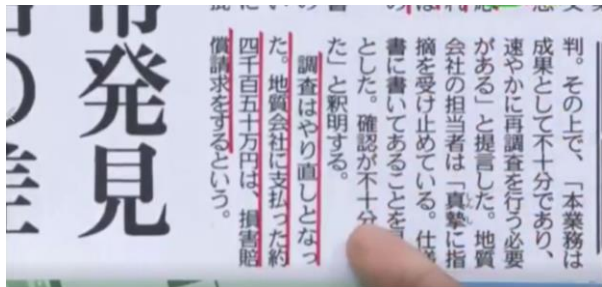 判。その上で、「本業務は
成果として不十分であり、
速やかに再調査を行う必要
がある」と提言した。地質
会社の担当者は「真摯に指
摘を受け止めている。仕様
書に書いてあることを
とした。確認が不十分
た」と釈明する。
調査はやり直しとなっ
た。地質会社に支払った約
四千百五十万円は、損害賠
償請求をするという。
発見
の